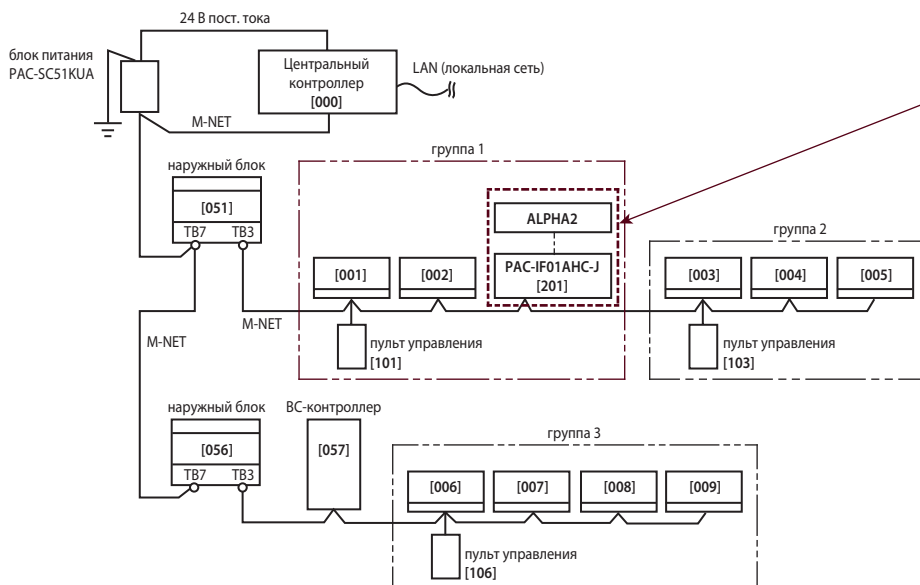 24 В пост. тока
блок питания
PAC-SC51KUA
Центральный
контроллер
[000]
LAN (локальная сеть)
M-NET
группа 1
наружный блок
[051]
TB7
TB3
ALPHA2
PAC-IF01AHC-J
[201]
[001]
[002]
группа 2
[003]
[004]
[005]
M-NET
M-NET
пульт управления
[101]
пульт управления
[103]
наружный блок
[056]
TB7
TB3
BC-контроллер
[057]
группа 3
[006]
[007]
[008]
[009]
пульт управления
[106]